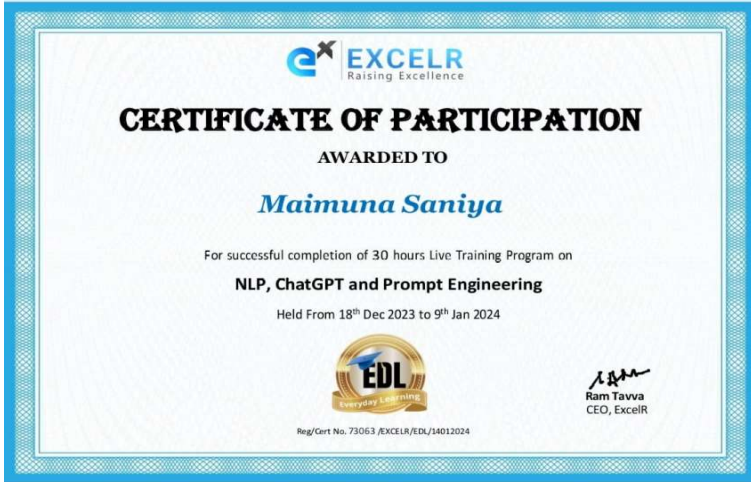 ex EXCELR
Raising Excellence
CERTIFICATE OF PARTICIPATION
AWARDED TO
Maimuna Saniya
For successful completion of 30 hours Live Training Program on
NLP, ChatGPT and Prompt Engineering
Held From 18th Dec 2023 to 9th Jan 2024
EDL
Everyday Learning
Ram Tavva
CEO, ExcelR
Reg/Cert No. 73063 /EXCELR/EDL/14012024